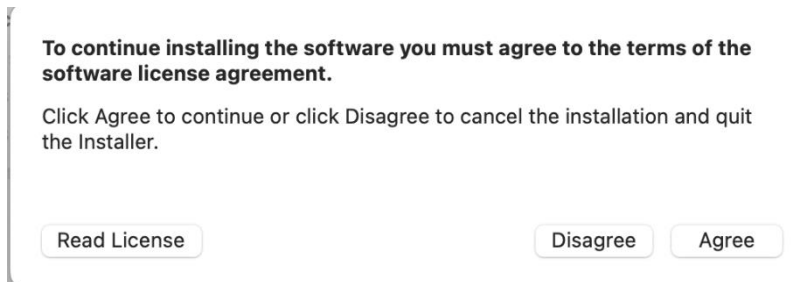 To continue installing the software you must agree to the terms of the
software license agreement.
Click Agree to continue or click Disagree to cancel the installation and quit
the Installer.
Read License Disagree Agree